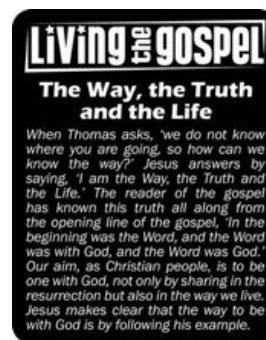 Living the gospel
The Way, the Truth
and the Life
When Thomas asks, 'we do not know
where you are going, so how can we
know the way?' Jesus answers by
saying, 'I am the Way, the Truth and
the Life.' The reader of the gospel
has known this truth all along from
the opening line of the gospel, 'In the
beginning was the Word, and the Word
was with God, and the Word was God.'
Our aim, as Christian people, is to be
one with God, not only by sharing in the
resurrection but also in the way we live.
Jesus makes clear that the way to be
with God is by following his example.